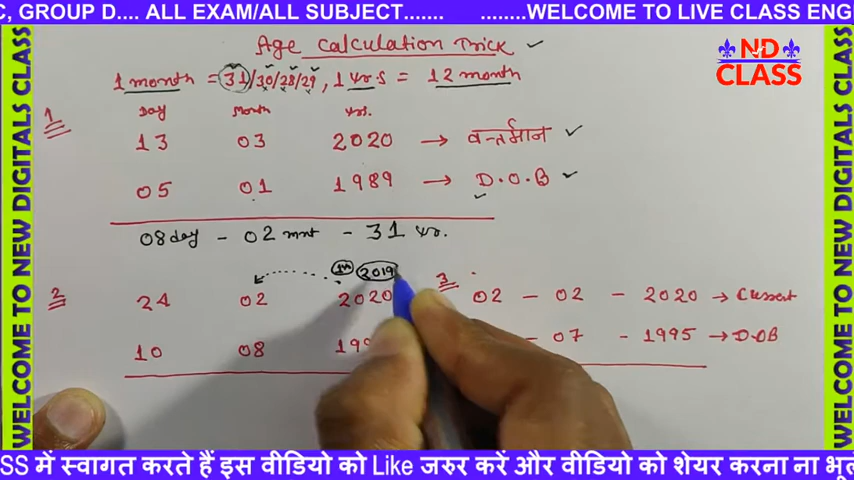 C, GROUP D.... ALL EXAM/ALL SUBJECT....... ........WELCOME TO LIVE CLASS ENG
Age Calculation Trick
ND CLASS
1 month = 31/30/28/29, 1 yrs = 12 month
Day Month Yrs.
1
13 03 2020 → वर्न्तमान
05 01 1989 → D.O.B
08 day - 02 mnt - 31 yr.
2019
2
24 02 2020
10 08 199
3
02 - 02 - 2020 → Current
- 07 - 1995 → D.O.B
WELCOME TO NEW DIGITALS CLASS
WELCOME TO NEW DIGITALS CLASS
SS में स्वागत करते हैं इस वीडियो को Like जरुर करें और वीडियो को शेयर करना ना भूल